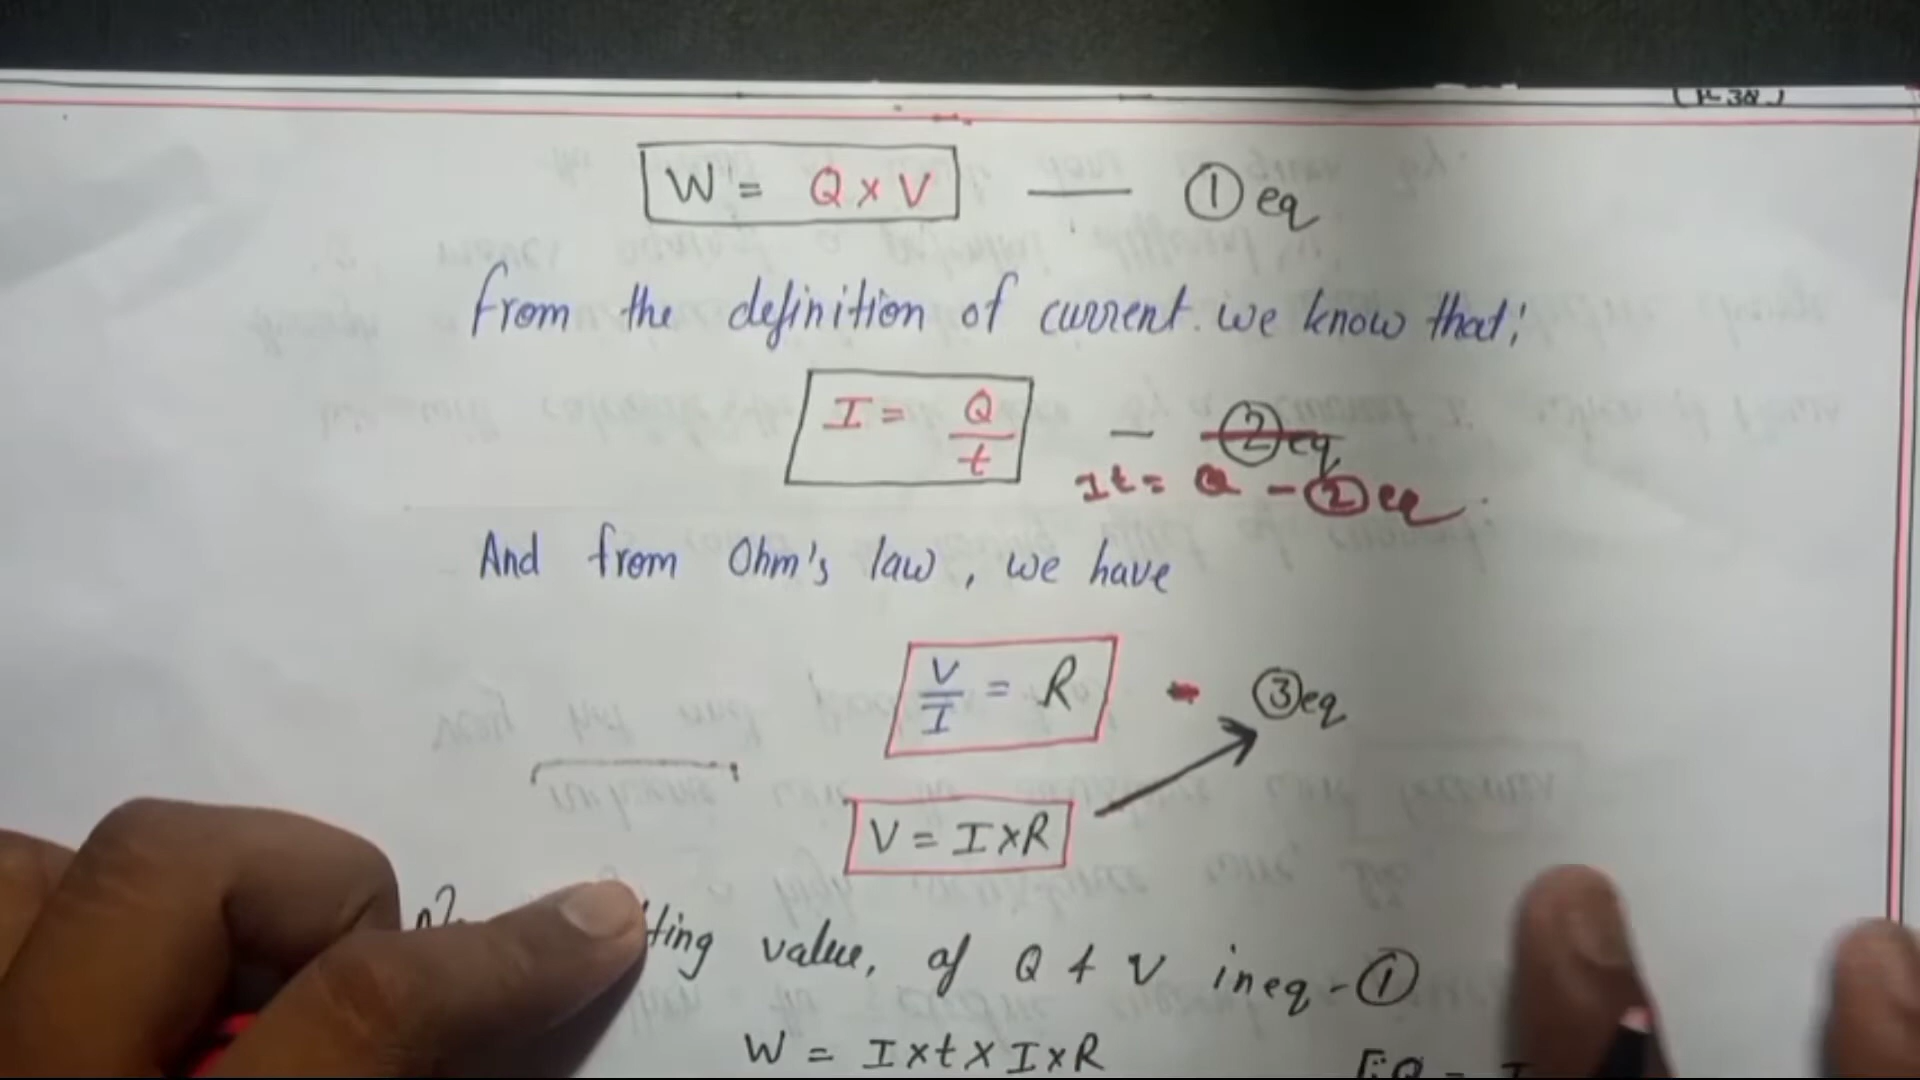 W = Q x V — ① eq
from the definition of current. we know that;
I = Q/t — ② eq
It = Q - ② eq.
And from Ohm's law, we have
V/I = R - ③ eq
V = I x R
value, of Q & V in eq - ①
W = I x t x I x R